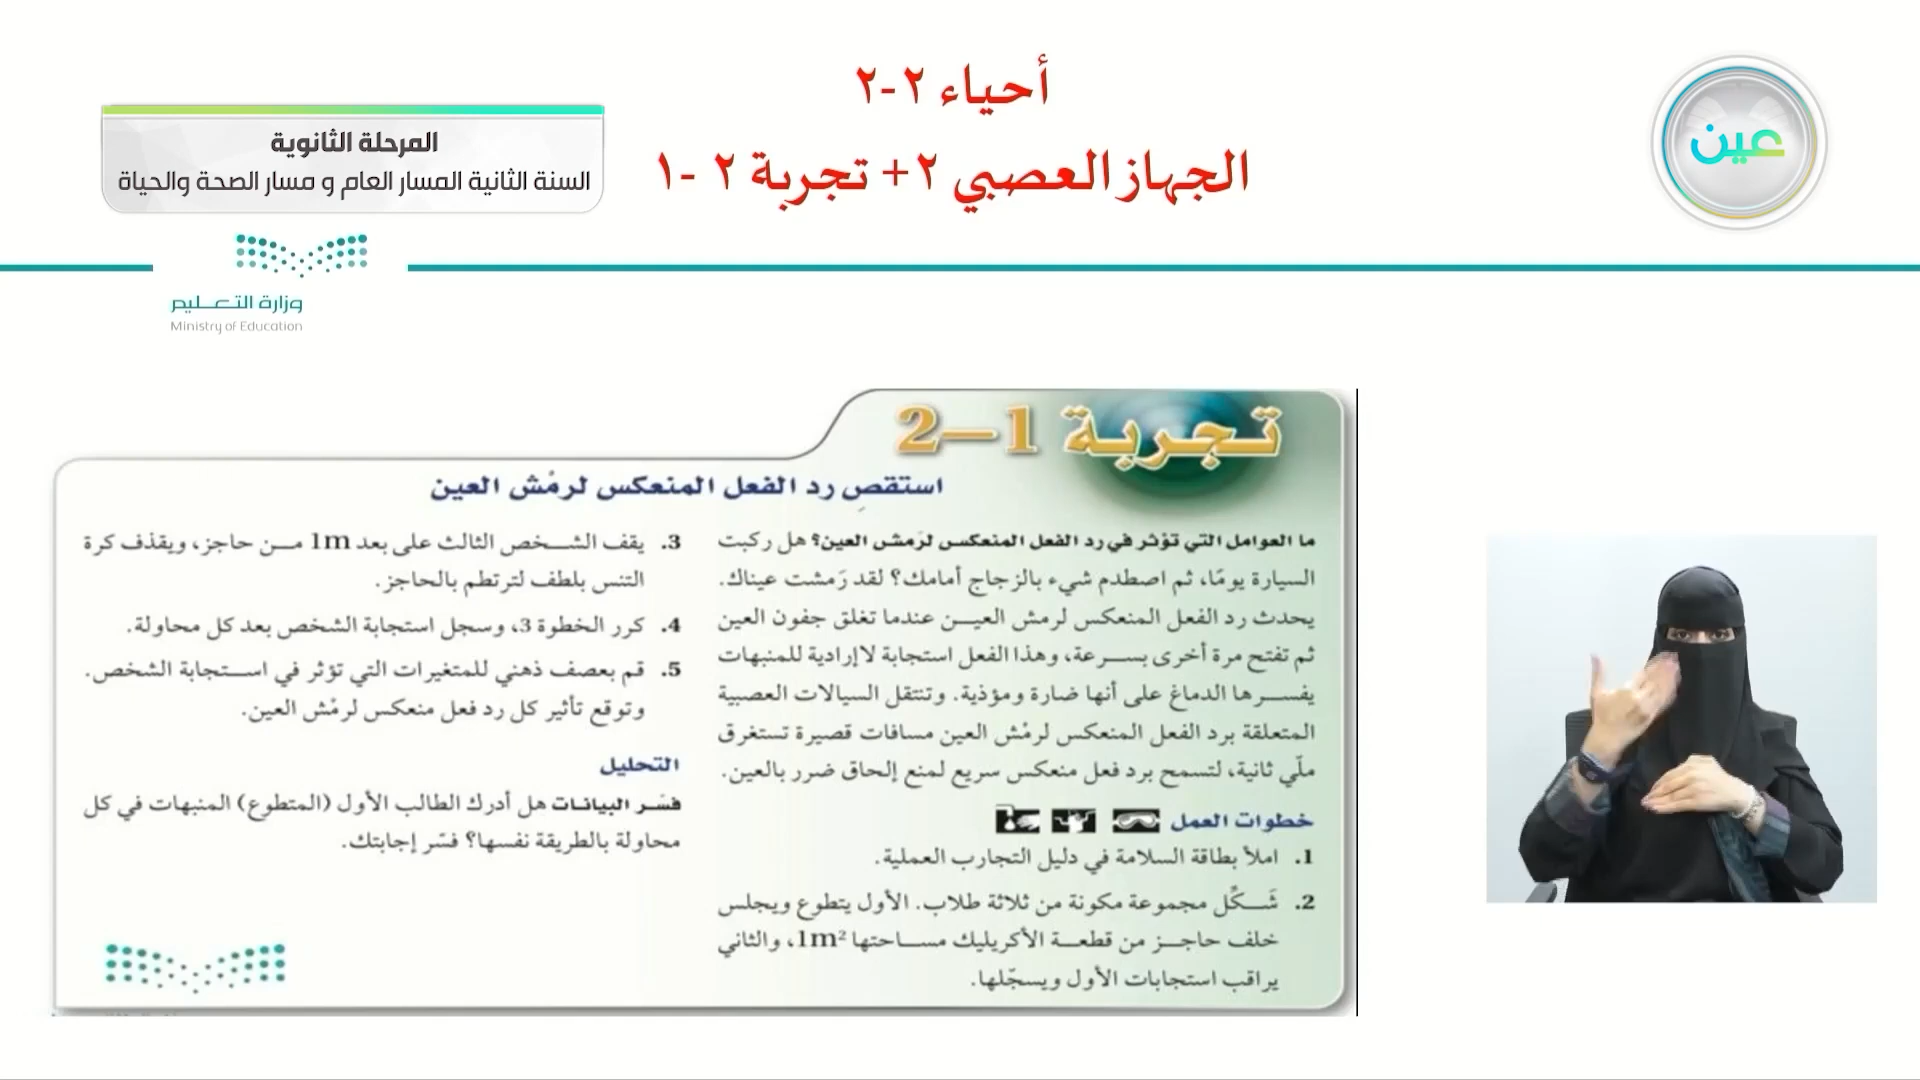 أحياء ٢-٢
الجهاز العصبي ٢ + تجربة ٢ -١
عين
المرحلة الثانوية
السنة الثانية المسار العام و مسار الصحة والحياة
وزارة التعليم
Ministry of Education
تجربة 1–2
استقصِ رد الفعل المنعكس لرمْش العين
ما العوامل التي تؤثر في رد الفعل المنعكس لرَمش العين؟ هل ركبت
السيارة يومًا، ثم اصطدم شيء بالزجاج أمامك؟ لقد رَمشت عيناك.
يحدث رد الفعل المنعكس لرمش العين عندما تغلق جفون العين
ثم تفتح مرة أخرى بسرعة، وهذا الفعل استجابة لاإرادية للمنبهات
يفسرها الدماغ على أنها ضارة ومؤذية. وتنتقل السيالات العصبية
المتعلقة برد الفعل المنعكس لرمْش العين مسافات قصيرة تستغرق
ملّي ثانية، لتسمح برد فعل منعكس سريع لمنع إلحاق ضرر بالعين.
خطوات العمل
1. املأ بطاقة السلامة في دليل التجارب العملية.
2. شَكِّل مجموعة مكونة من ثلاثة طلاب. الأول يتطوع ويجلس
خلف حاجز من قطعة الأكريليك مساحتها 1m²، والثاني
يراقب استجابات الأول ويسجّلها.
3. يقف الشخص الثالث على بعد 1m من حاجز، ويقذف كرة
التنس بلطف لترتطم بالحاجز.
4. كرر الخطوة 3، وسجل استجابة الشخص بعد كل محاولة.
5. قم بعصف ذهني للمتغيرات التي تؤثر في استجابة الشخص.
وتوقع تأثير كل رد فعل منعكس لرمْش العين.
التحليل
فسّر البيانات هل أدرك الطالب الأول (المتطوع) المنبهات في كل
محاولة بالطريقة نفسها؟ فسّر إجابتك.